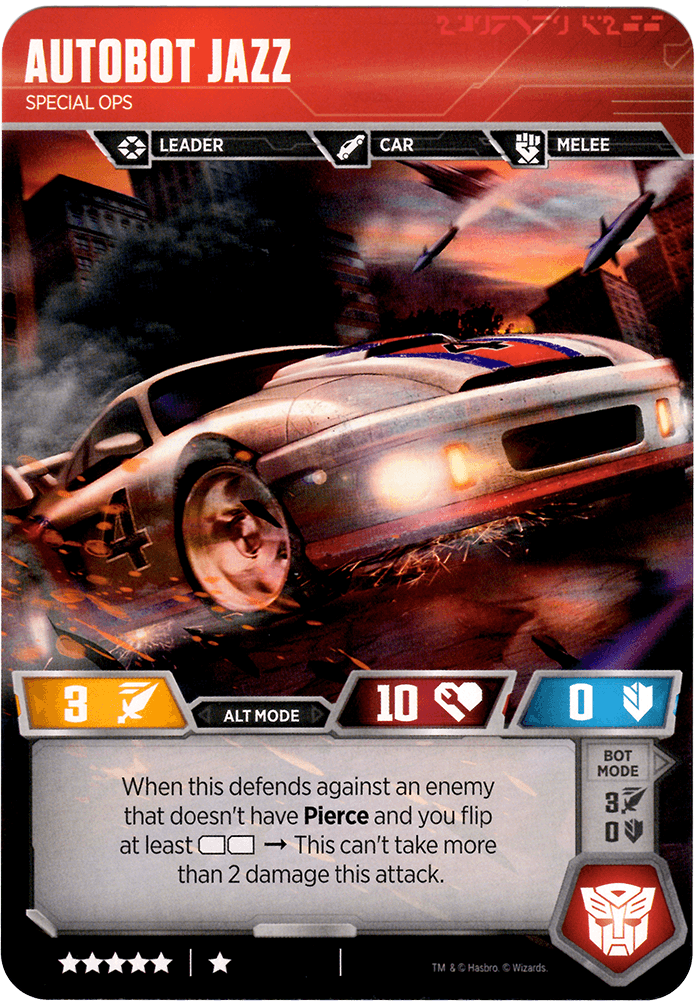 AUTOBOT JAZZ
SPECIAL OPS
LEADER CAR MELEE
4
4
3 ALT MODE 10 0
When this defends against an enemy
that doesn't have Pierce and you flip
at least → This can't take more
than 2 damage this attack.
BOT
MODE
3
0
TM & © Hasbro. © Wizards.